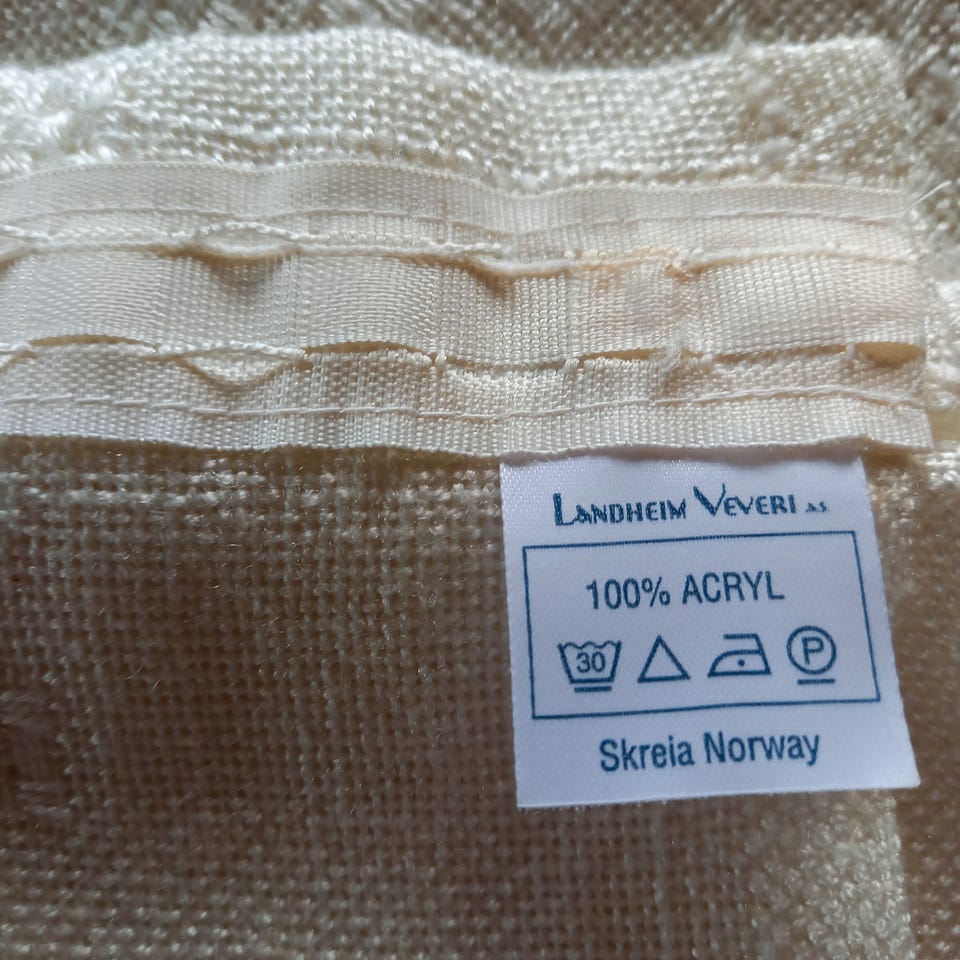 LANDHEIM VEVERI A.S.
100% ACRYL
30 P
Skreia Norway